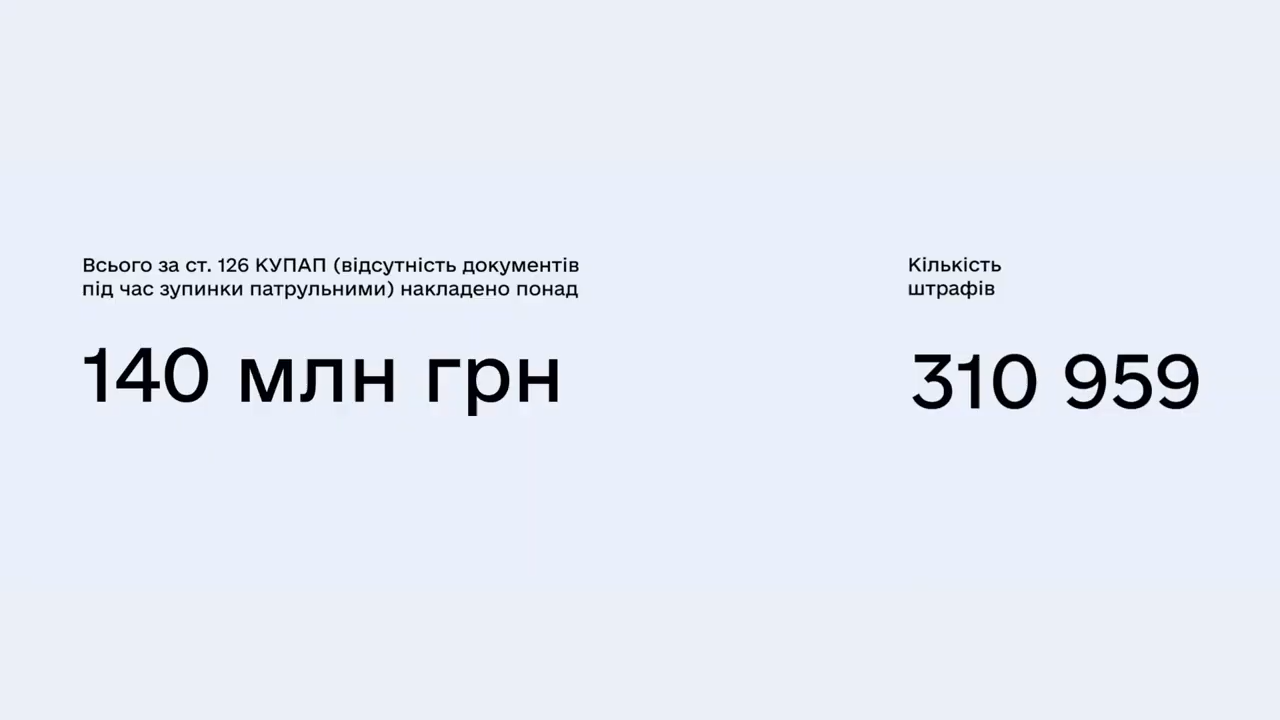 Всього за ст. 126 КУПАП (відсутність документів
під час зупинки патрульними) накладено понад
140 млн грн
Кількість
штрафів
310 959